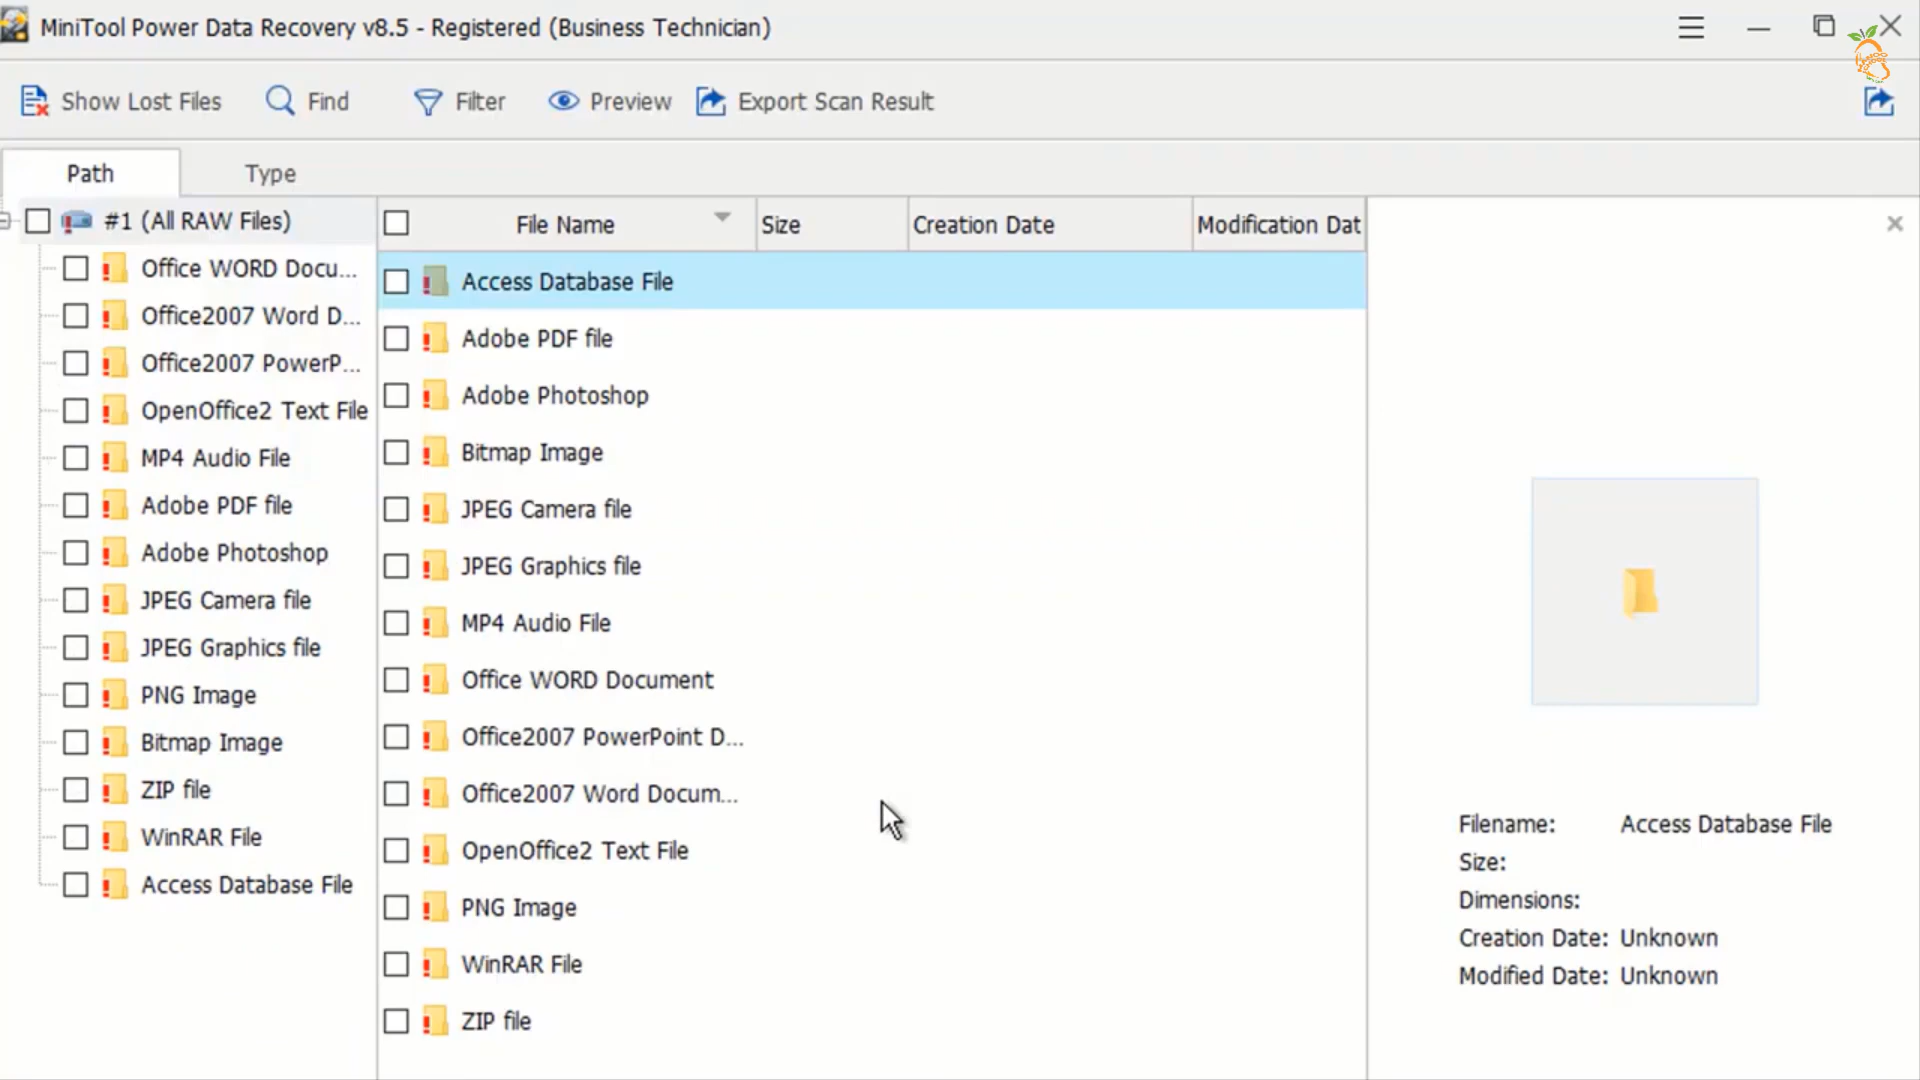 MiniTool Power Data Recovery v8.5 - Registered (Business Technician)
Show Lost Files
Find
Filter
Preview
Export Scan Result
Path
Type
#1 (All RAW Files)
Office WORD Docu...
Office2007 Word D...
Office2007 PowerP...
OpenOffice2 Text File
MP4 Audio File
Adobe PDF file
Adobe Photoshop
JPEG Camera file
JPEG Graphics file
PNG Image
Bitmap Image
ZIP file
WinRAR File
Access Database File
File Name
Size
Creation Date
Modification Dat
Access Database File
Adobe PDF file
Adobe Photoshop
Bitmap Image
JPEG Camera file
JPEG Graphics file
MP4 Audio File
Office WORD Document
Office2007 PowerPoint D...
Office2007 Word Docum...
OpenOffice2 Text File
PNG Image
WinRAR File
ZIP file
Filename: Access Database File
Size:
Dimensions:
Creation Date: Unknown
Modified Date: Unknown